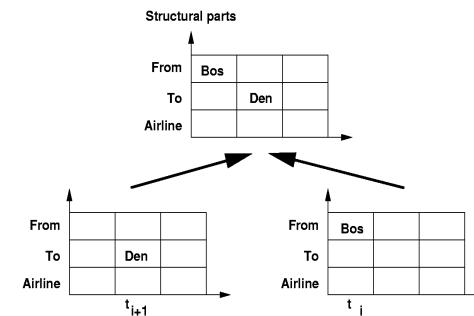 Structural parts
From Bos
To Den
Airline
From
To Den
Airline
t i+1
From Bos
To
Airline
t i